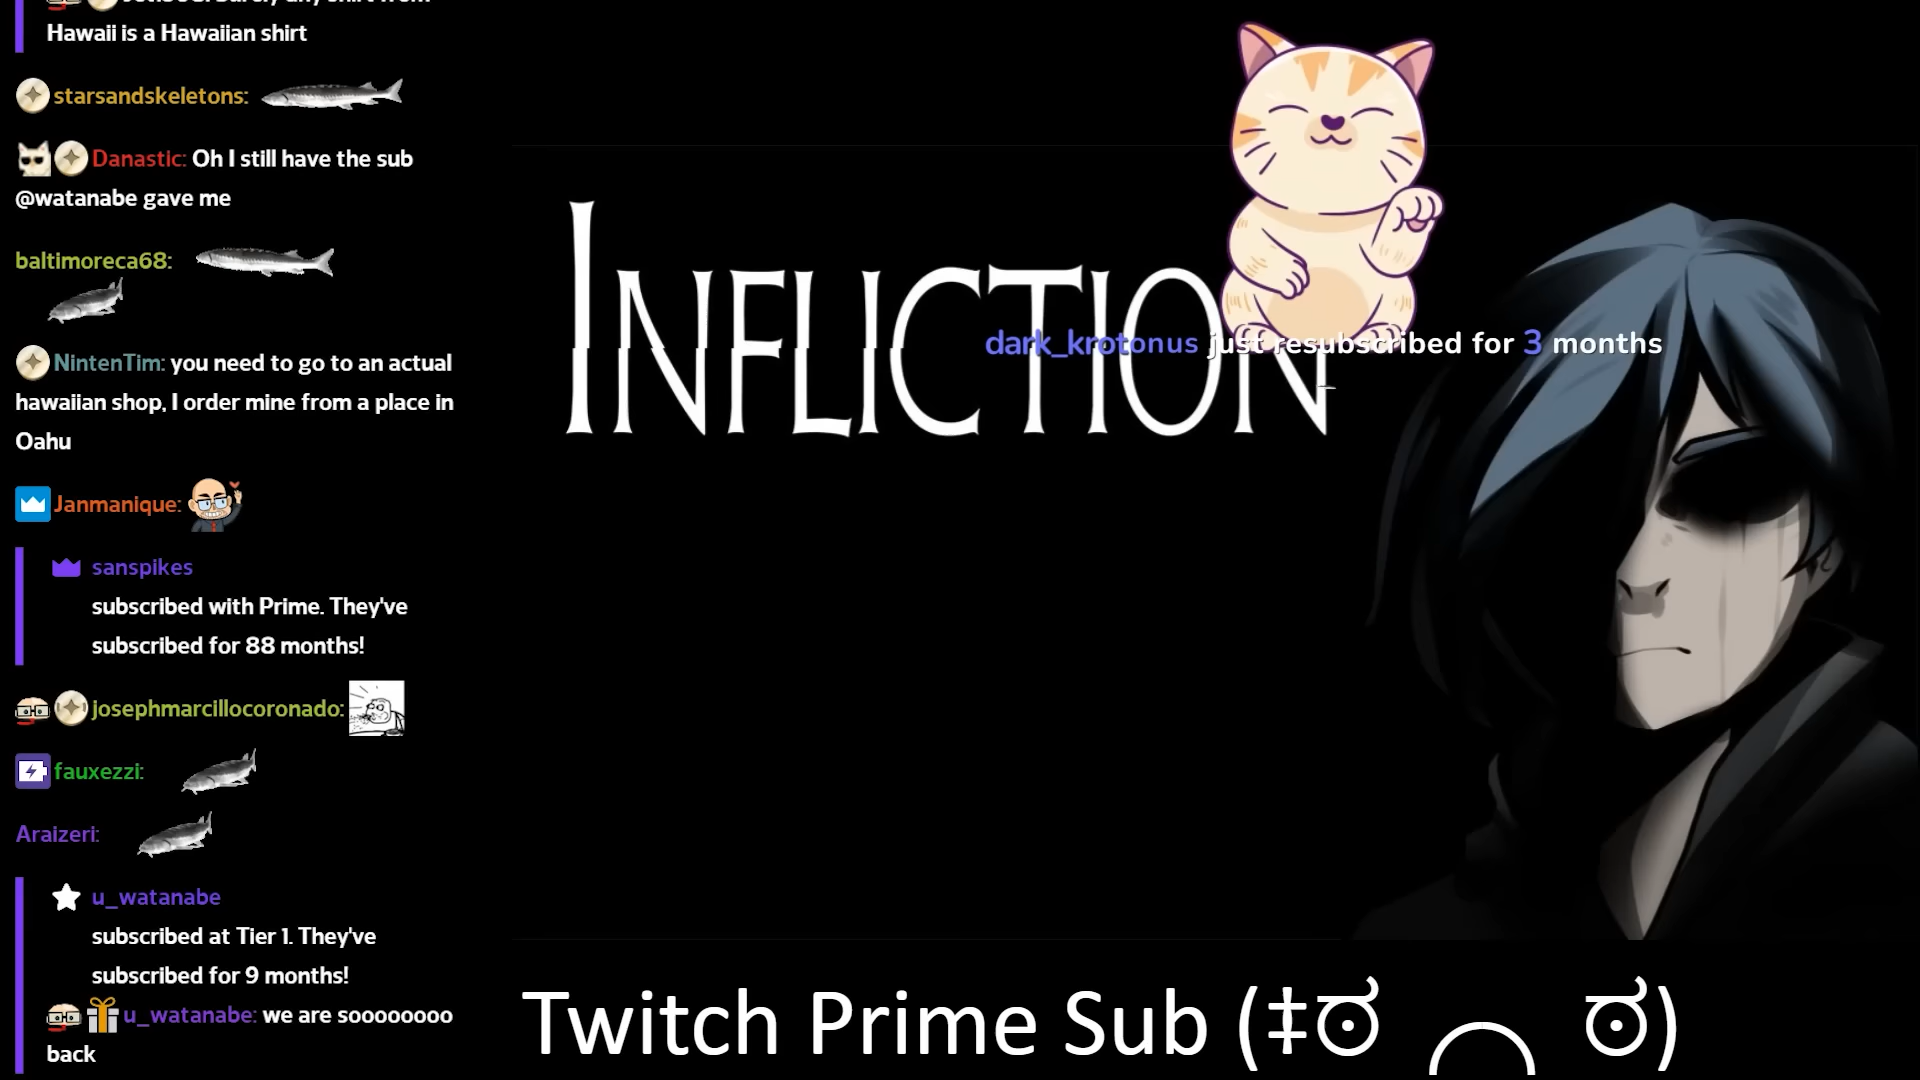 Hawaii is a Hawaiian shirt
starsandskeletons:
Danastic: Oh I still have the sub
@watanabe gave me
baltimoreca68:
NintenTim: you need to go to an actual
hawaiian shop, I order mine from a place in
Oahu
Janmanique:
sanspikes
subscribed with Prime. They've
subscribed for 88 months!
josephmarcillocoronado:
fauxezzi:
Araizeri:
u_watanabe
subscribed at Tier 1. They've
subscribed for 9 months!
u_watanabe: we are soooooooo
back
INFLICTION
dark_krotonus just resubscribed for 3 months
Twitch Prime Sub (‡ಠ ︵ ಠ)